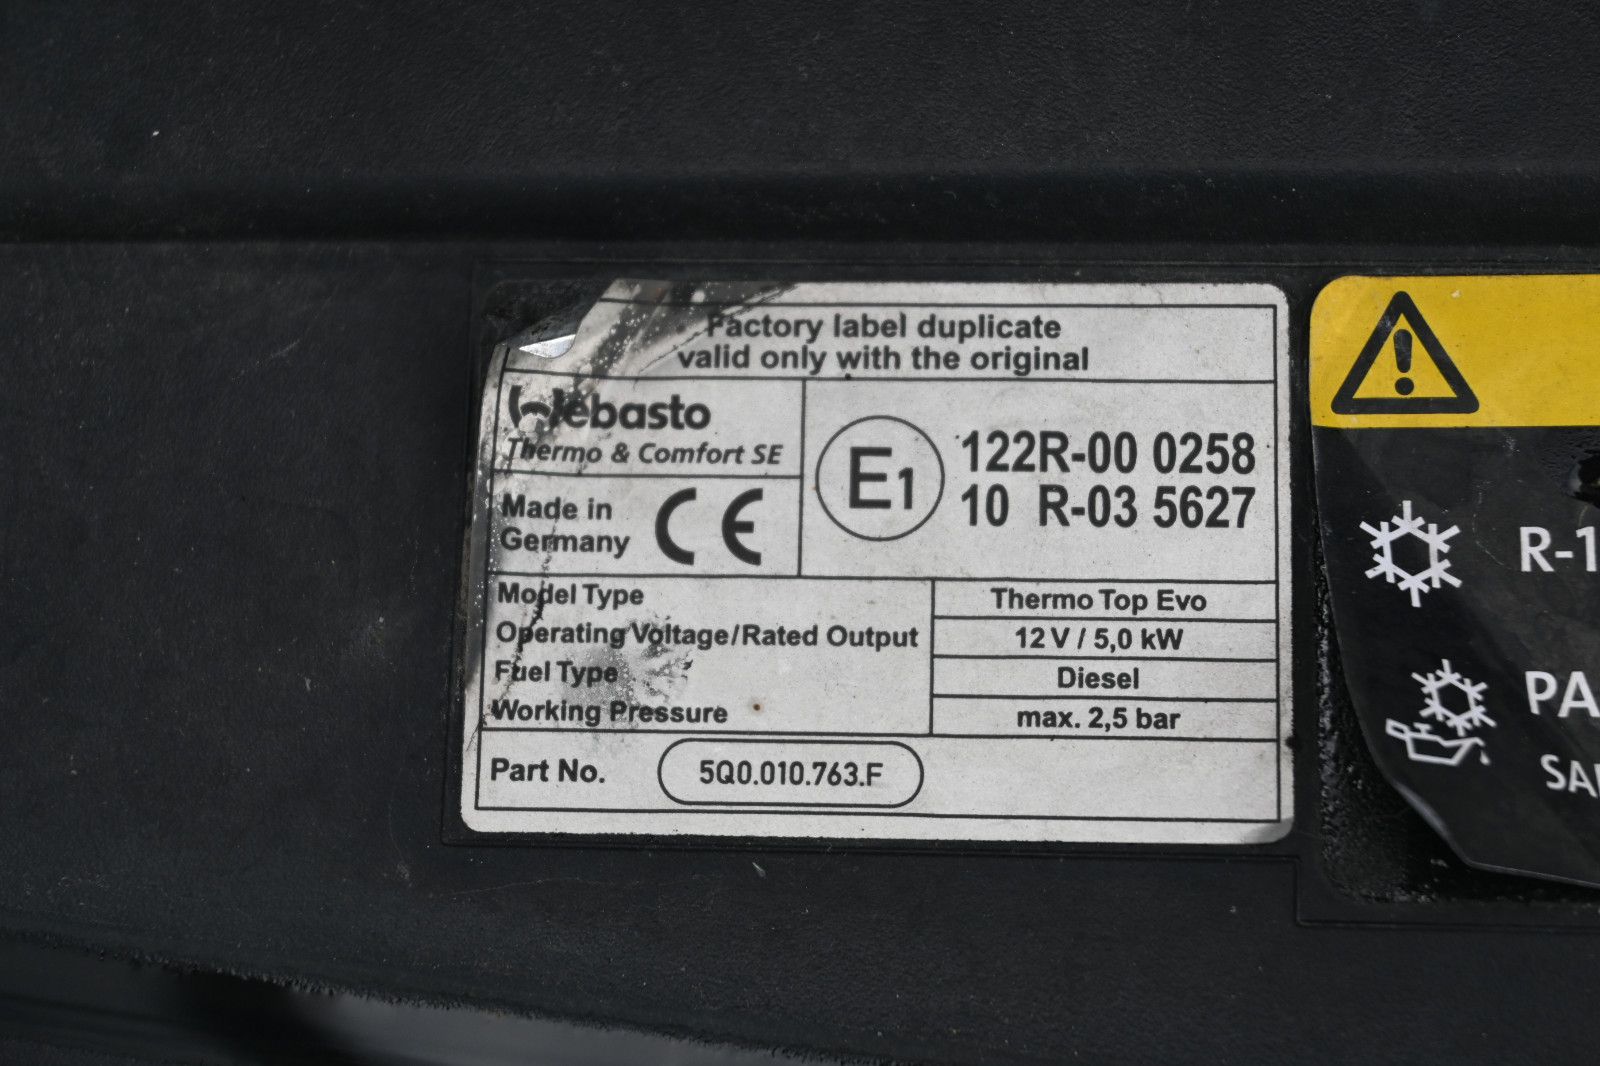 Factory label duplicate
valid only with the original
Webasto
Thermo & Comfort SE
Made in
Germany
CE
E1
122R-00 0258
10 R-03 5627
Model Type Thermo Top Evo
Operating Voltage/Rated Output 12 V / 5,0 kW
Fuel Type Diesel
Working Pressure max. 2,5 bar
Part No. 5Q0.010.763.F
R-1
PA
SA